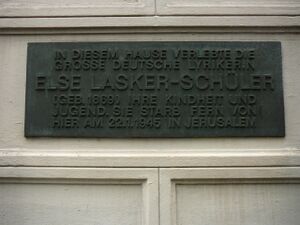 IN DIESEM HAUSE VERLEBTE DIE
GROSSE DEUTSCHE LYRIKERIN
ELSE LASKER-SCHÜLER
(GEB. 1869) IHRE KINDHEIT UND
JUGEND. SIE STARB FERN VON
HIER AM 22.1.1945 IN JERUSALEM